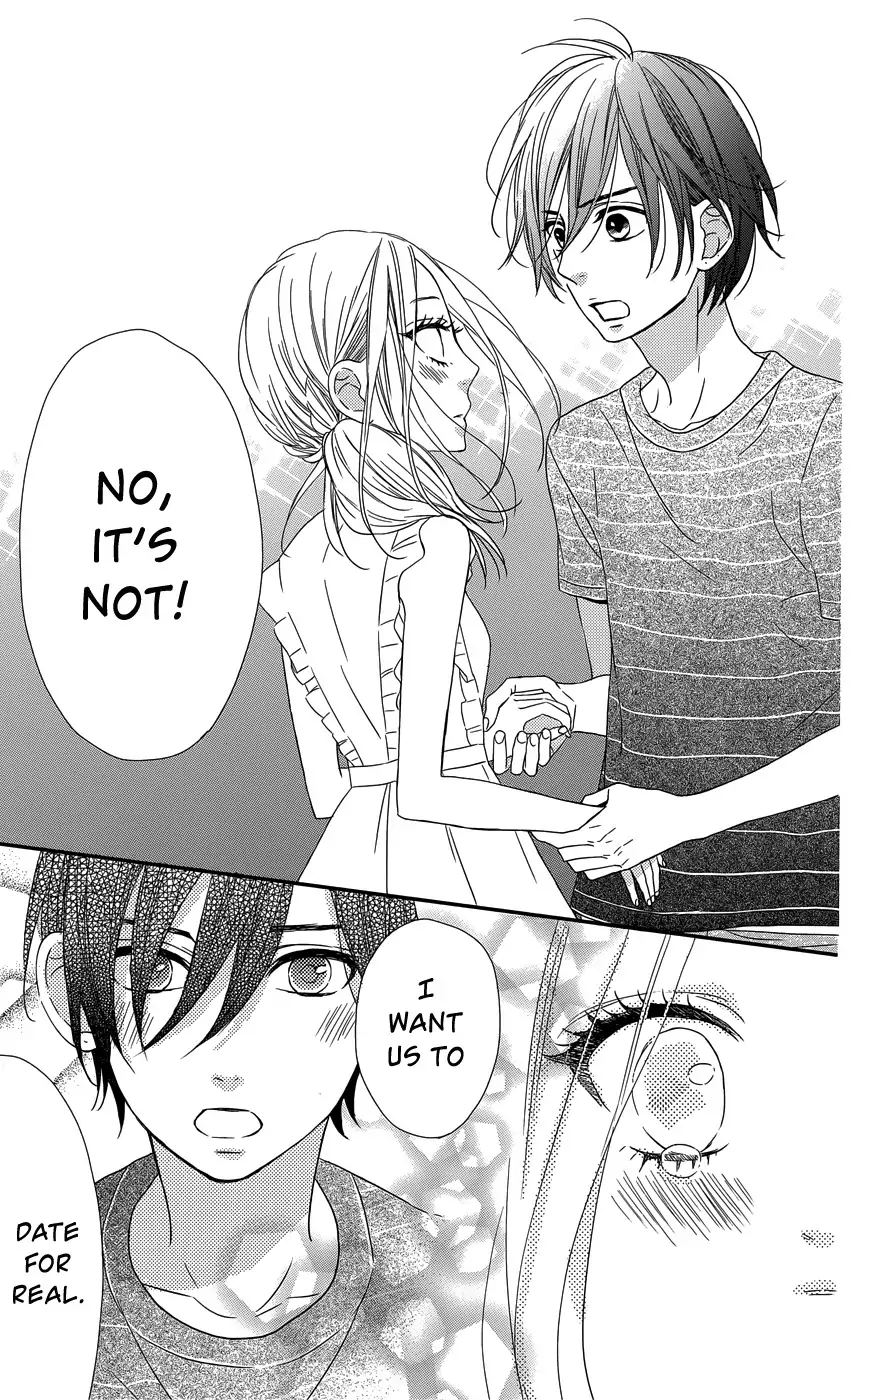 NO,
IT'S
NOT!
I
WANT
US TO
DATE
FOR
REAL.